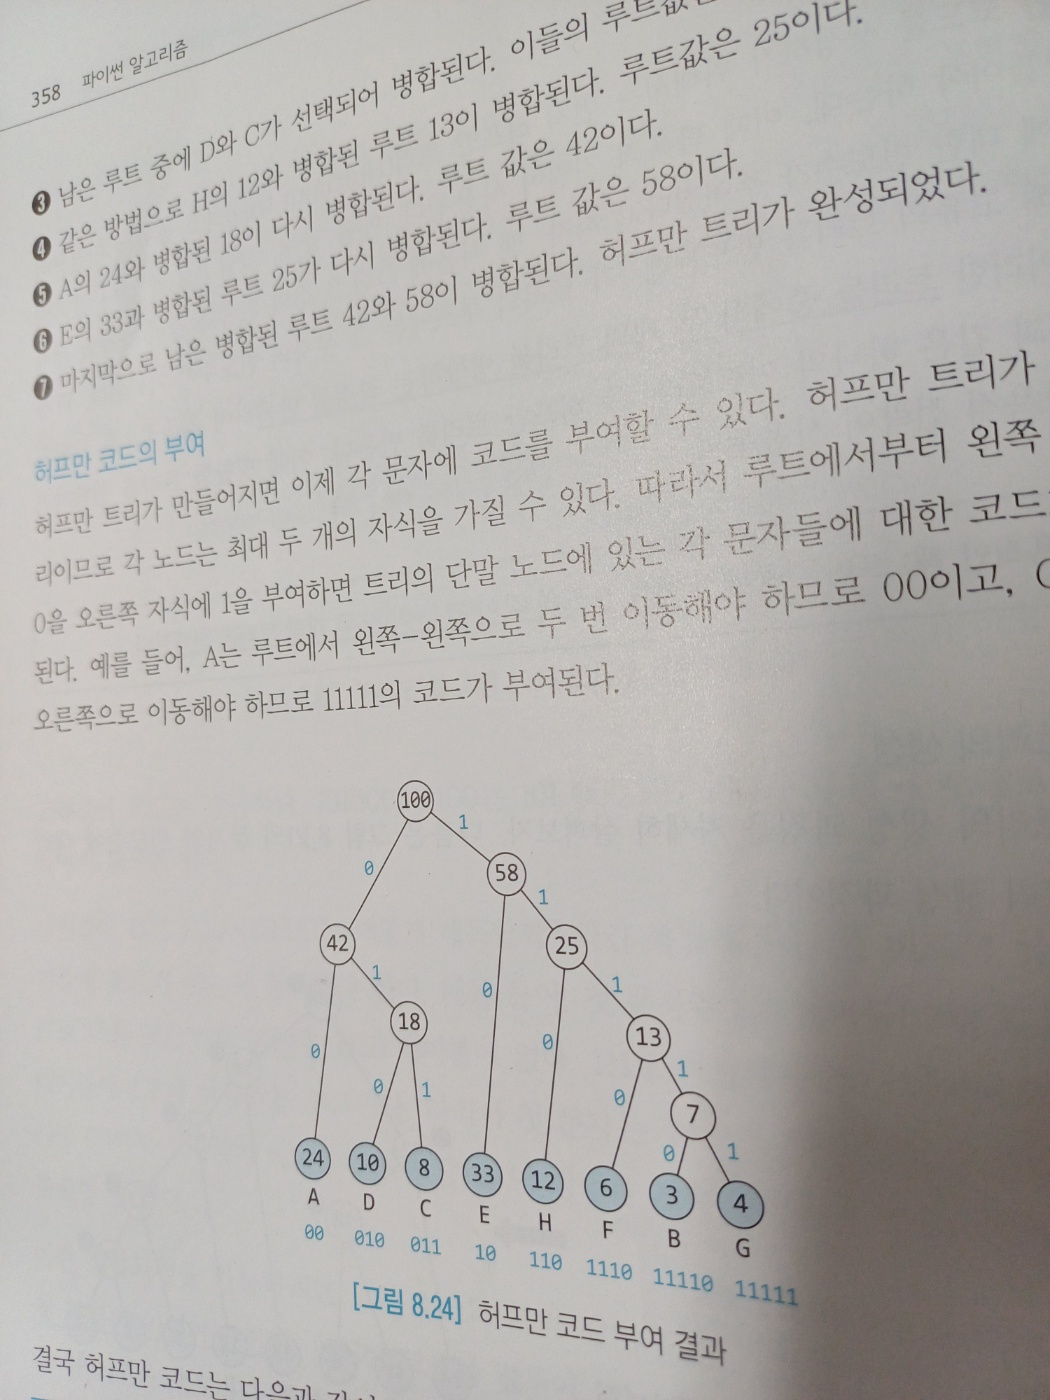 358 파이썬 알고리즘
❸ 남은 루트 중에 D와 C가 선택되어 병합된다. 이들의
❹ 같은 방법으로 H의 12와 병합된 루트 13이 병합된다. 루트값은 25이다.
❺ A의 24와 병합된 18이 다시 병합된다. 루트 값은 42이다.
❻ E의 33과 병합된 루트 25가 다시 병합된다. 루트 값은 58이다.
❼ 마지막으로 남은 병합된 루트 42와 58이 병합된다. 허프만 트리가 완성되었다.
허프만 코드의 부여
허프만 트리가 만들어지면 이제 각 문자에 코드를 부여할 수 있다. 허프만 트리가
리이므로 각 노드는 최대 두 개의 자식을 가질 수 있다. 따라서 루트에서부터 왼쪽
0을 오른쪽 자식에 1을 부여하면 트리의 단말 노드에 있는 각 문자들에 대한 코드
된다. 예를 들어, A는 루트에서 왼쪽-왼쪽으로 두 번 이동해야 하므로 00이고,
오른쪽으로 이동해야 하므로 11111의 코드가 부여된다.
100
0 1
58
42
1
25
1
0
1
18
13
0
0
0 1
0
1
7
0 1
24 10 8 33 12 6 3 4
A D C E H F B G
00 010 011 10 110 1110 11110 11111
[그림 8.24] 허프만 코드 부여 결과
결국 허프만 코드는 다음과